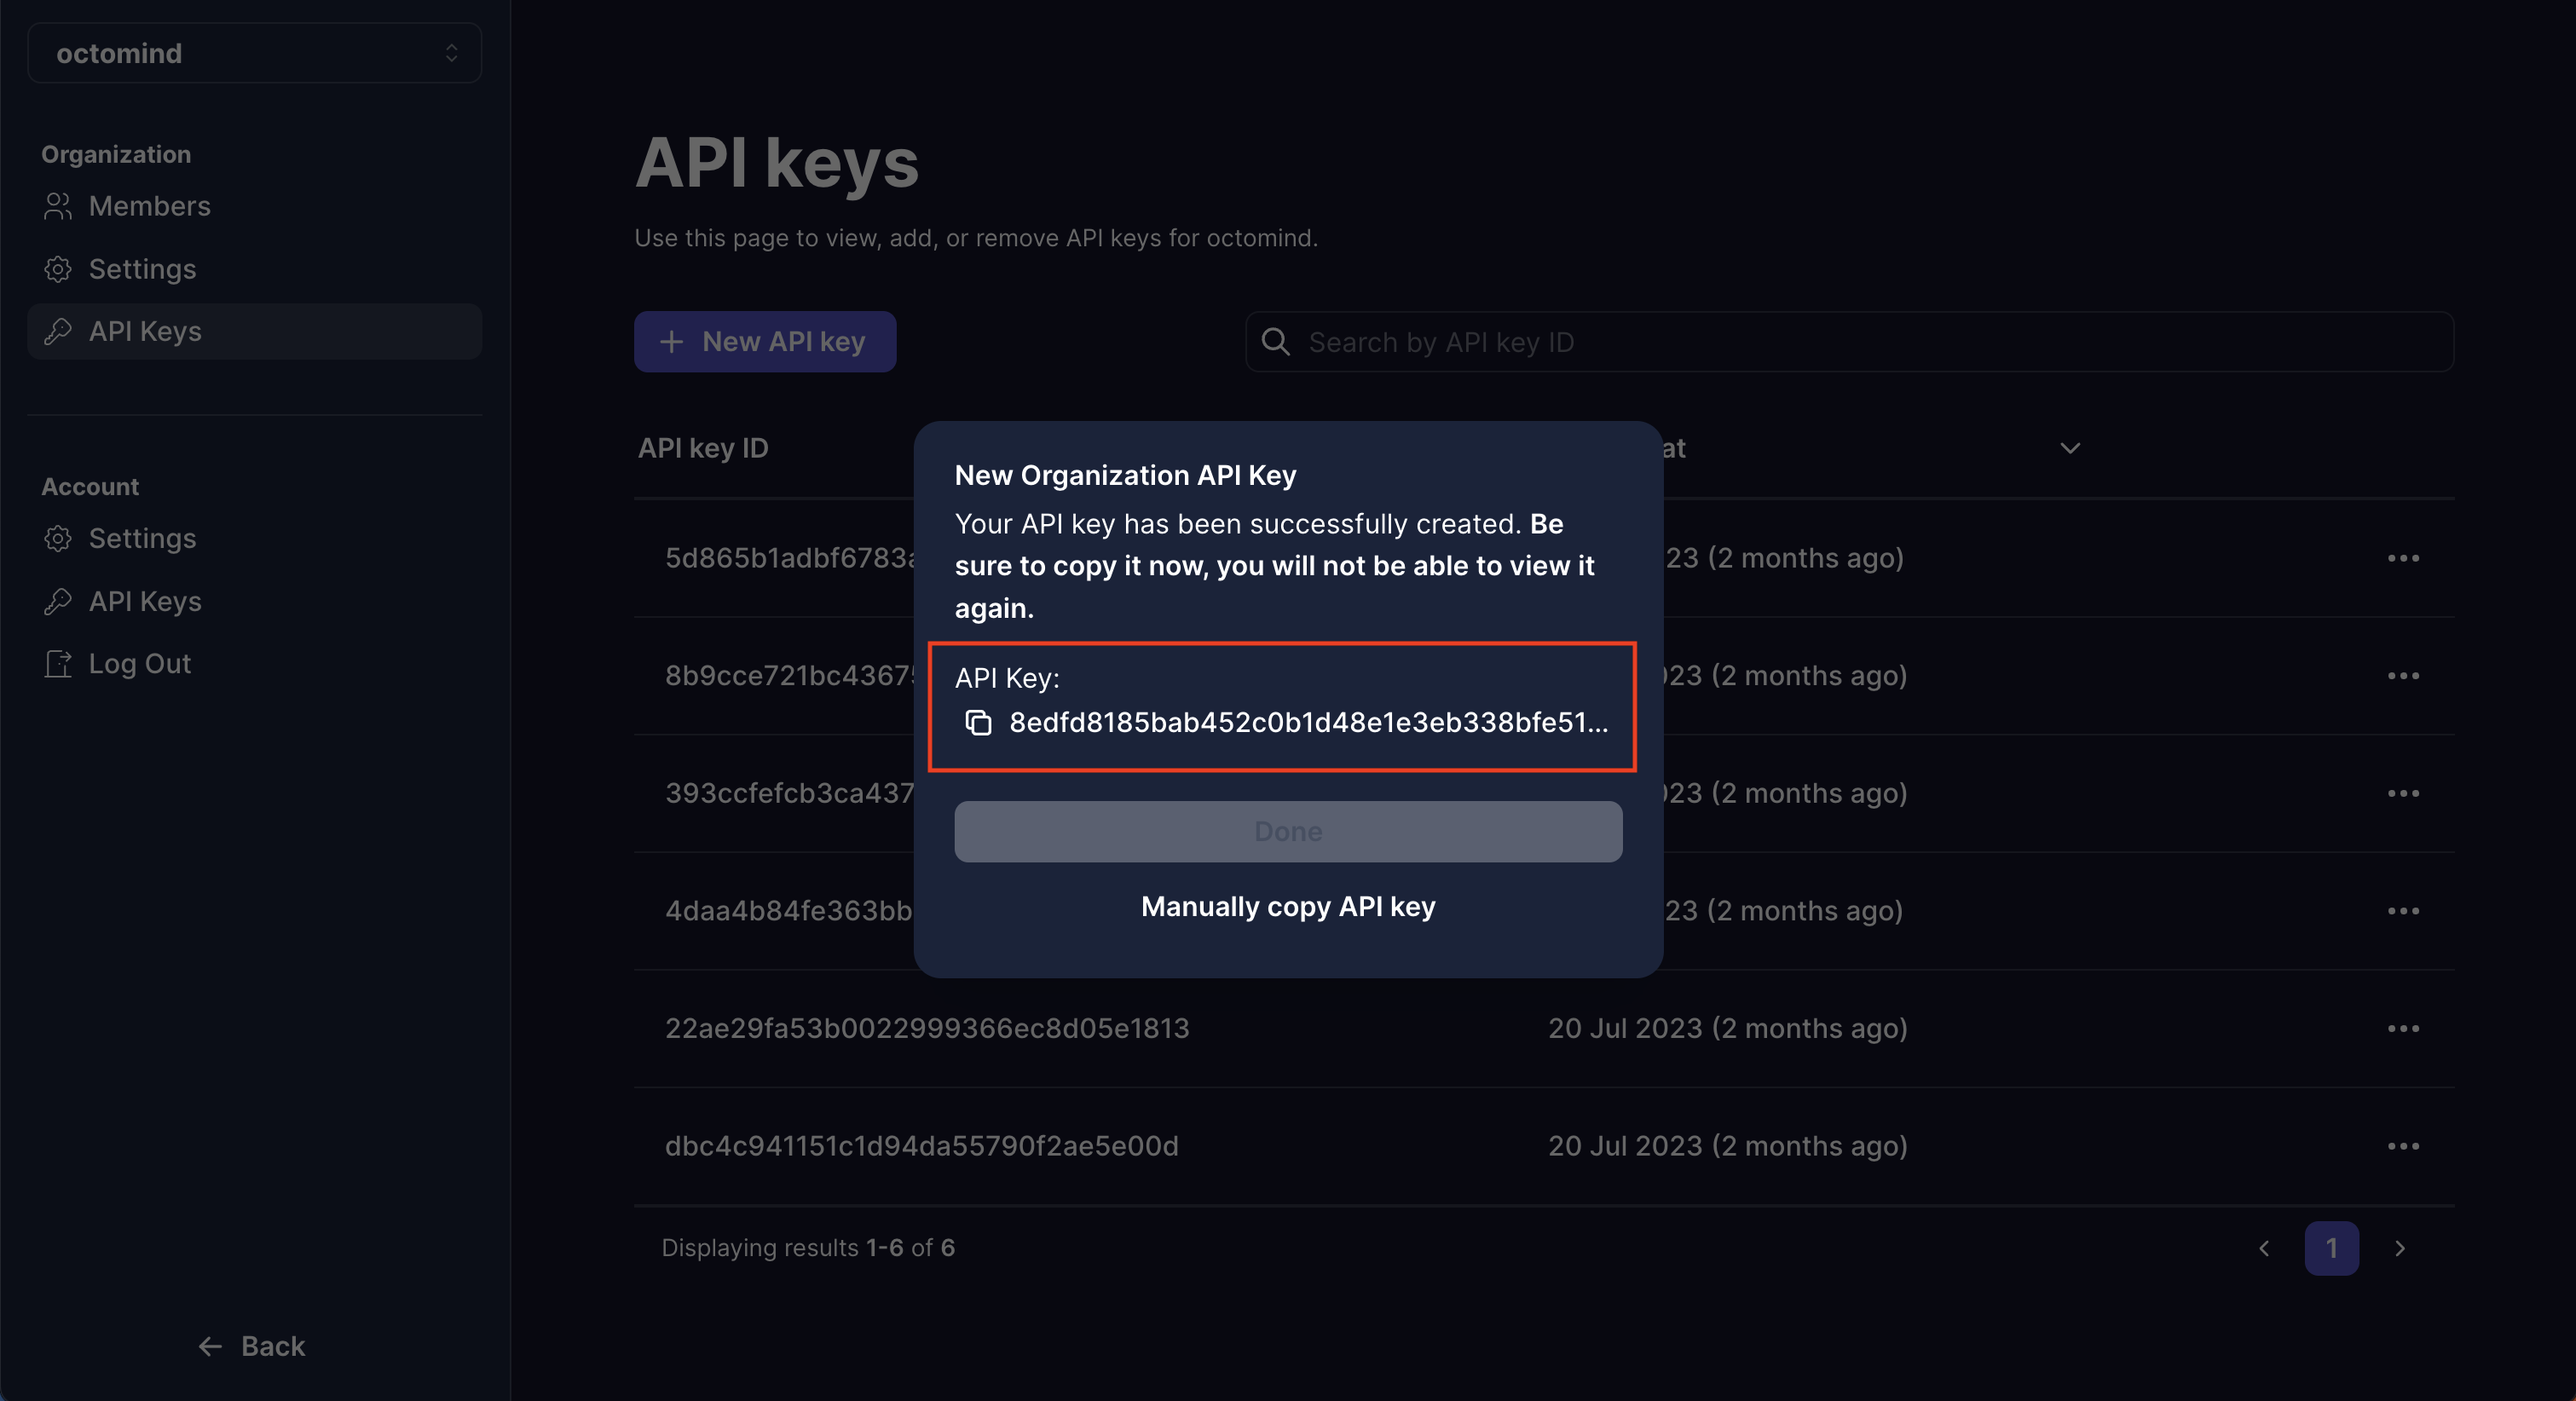 octomind
Organization
Members
Settings
API Keys
Account
Settings
API Keys
Log Out
Back
API keys
Use this page to view, add, or remove API keys for octomind.
New API key
Search by API key ID
API key ID
at
5d865b1adbf6783a
23 (2 months ago)
8b9cce721bc43675
023 (2 months ago)
393ccfefcb3ca437
023 (2 months ago)
4daa4b84fe363bb
23 (2 months ago)
22ae29fa53b0022999366ec8d05e1813
20 Jul 2023 (2 months ago)
dbc4c941151c1d94da55790f2ae5e00d
20 Jul 2023 (2 months ago)
Displaying results 1-6 of 6
1
New Organization API Key
Your API key has been successfully created. Be
sure to copy it now, you will not be able to view it
again.
API Key:
8edfd8185bab452c0b1d48e1e3eb338bfe51...
Done
Manually copy API key